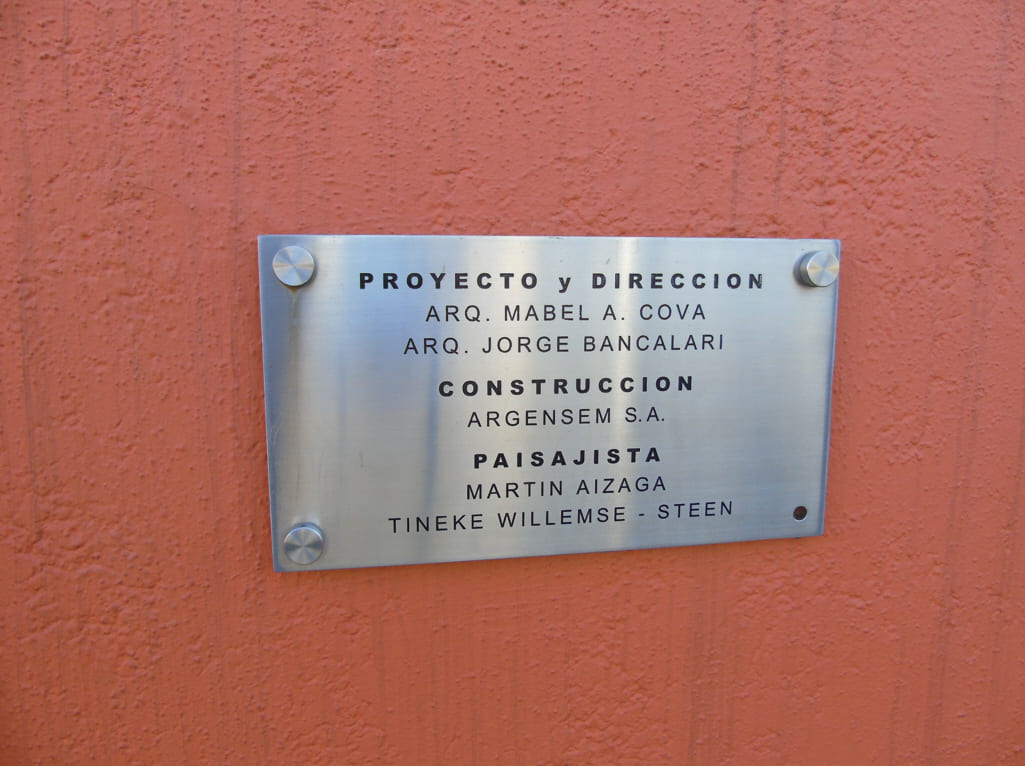 PROYECTO y DIRECCION
ARQ. MABEL A. COVA
ARQ. JORGE BANCALARI
CONSTRUCCION
ARGENSEM S.A.
PAISAJISTA
MARTIN AIZAGA
TINEKE WILLEMSE - STEEN